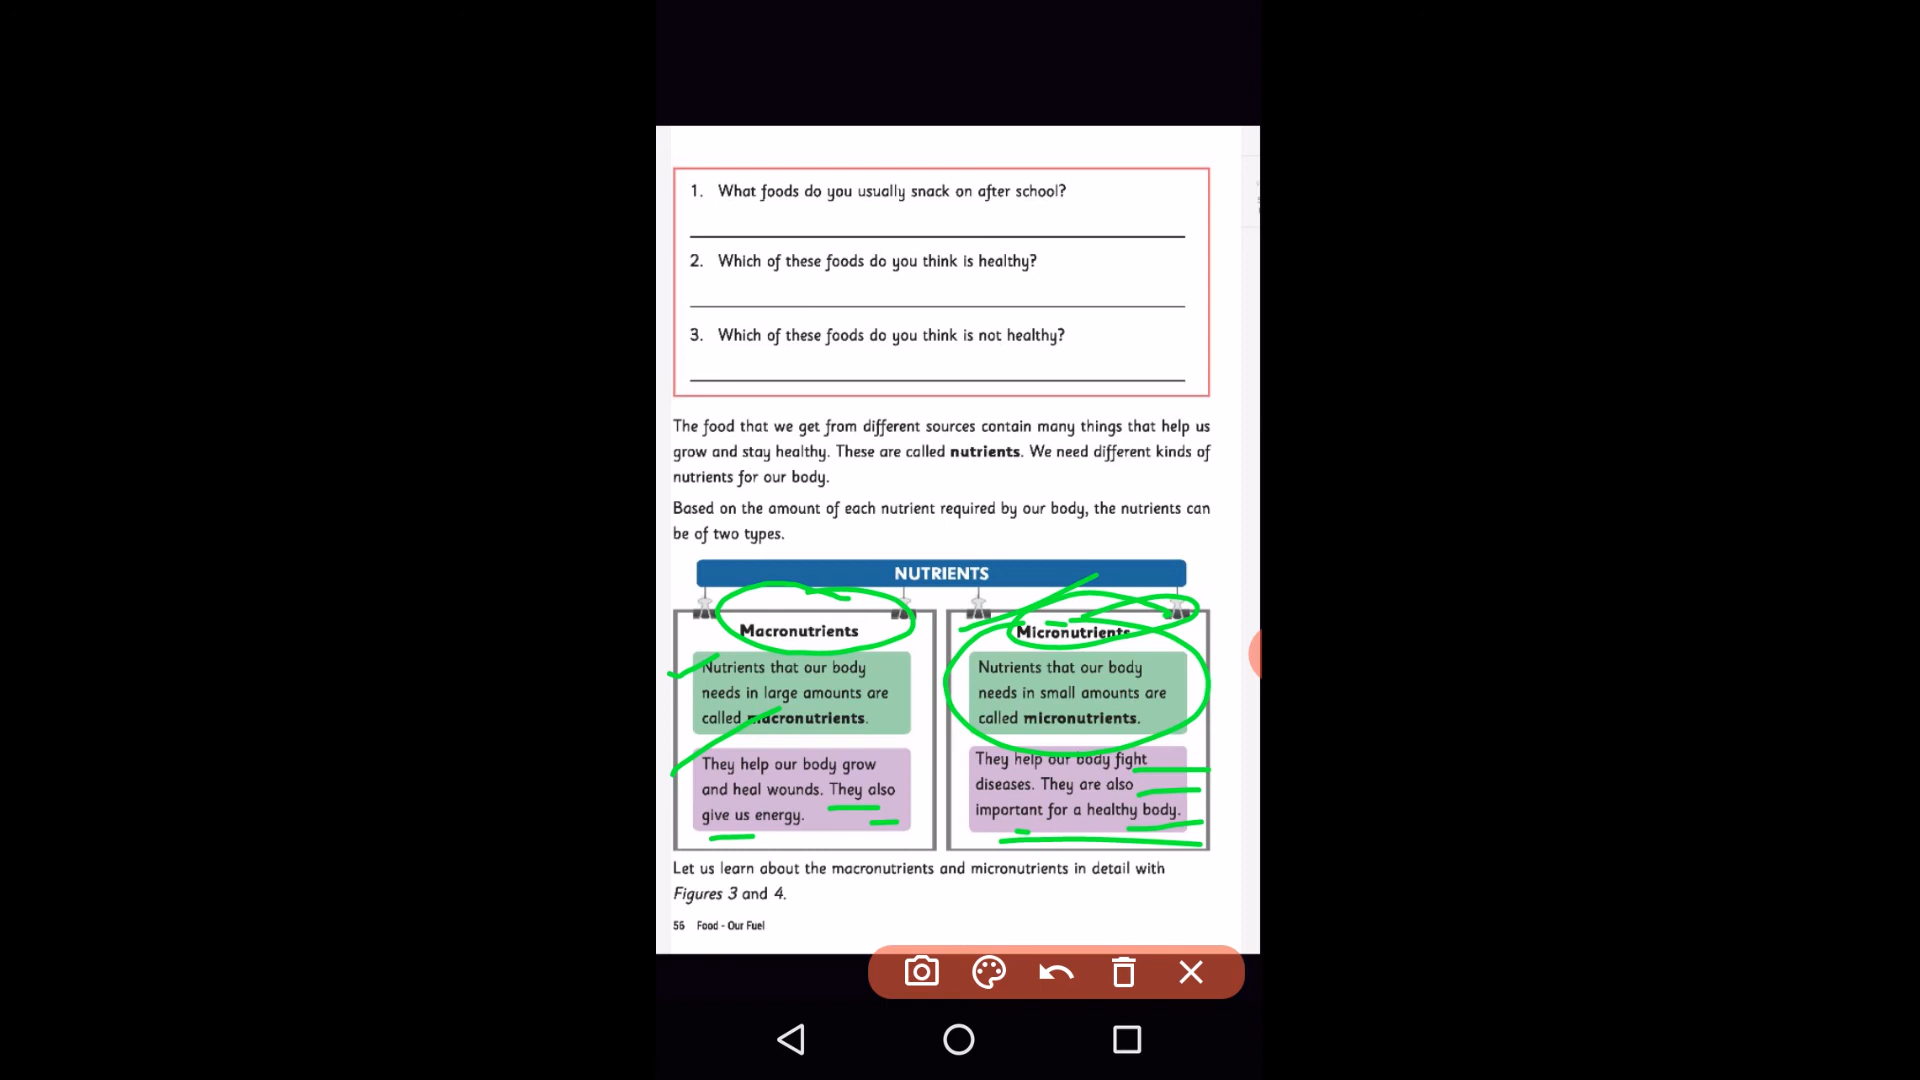 1. What foods do you usually snack on after school?
2. Which of these foods do you think is healthy?
3. Which of these foods do you think is not healthy?
The food that we get from different sources contain many things that help us
grow and stay healthy. These are called nutrients. We need different kinds of
nutrients for our body.
Based on the amount of each nutrient required by our body, the nutrients can
be of two types.
NUTRIENTS
Macronutrients
Nutrients that our body
needs in large amounts are
called macronutrients.
They help our body grow
and heal wounds. They also
give us energy.
Micronutrients
Nutrients that our body
needs in small amounts are
called micronutrients.
They help our body fight
diseases. They are also
important for a healthy body.
Let us learn about the macronutrients and micronutrients in detail with
Figures 3 and 4.
56 Food - Our Fuel